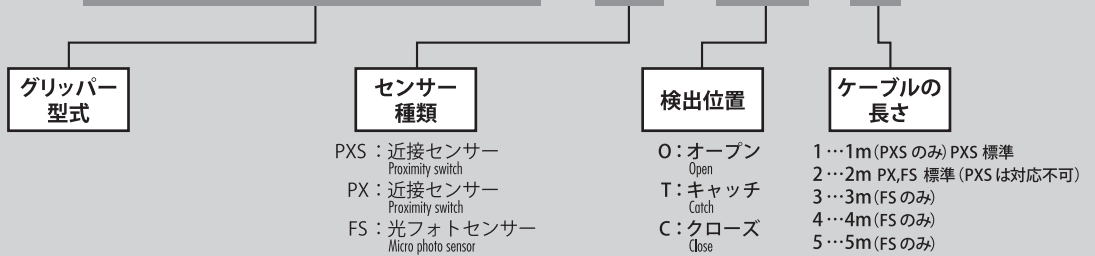 グリッパー
型式
センサー
種類
検出位置
ケーブルの
長さ
PXS：近接センサー
Proximity switch
PX：近接センサー
Proximity switch
FS：光フォトセンサー
Micro photo sensor
O：オープン
Open
T：キャッチ
Catch
C：クローズ
Close
1…1m(PXSのみ)PXS 標準
2…2m PX,FS 標準(PXSは対応不可)
3…3m(FSのみ)
4…4m(FSのみ)
5…5m(FSのみ)